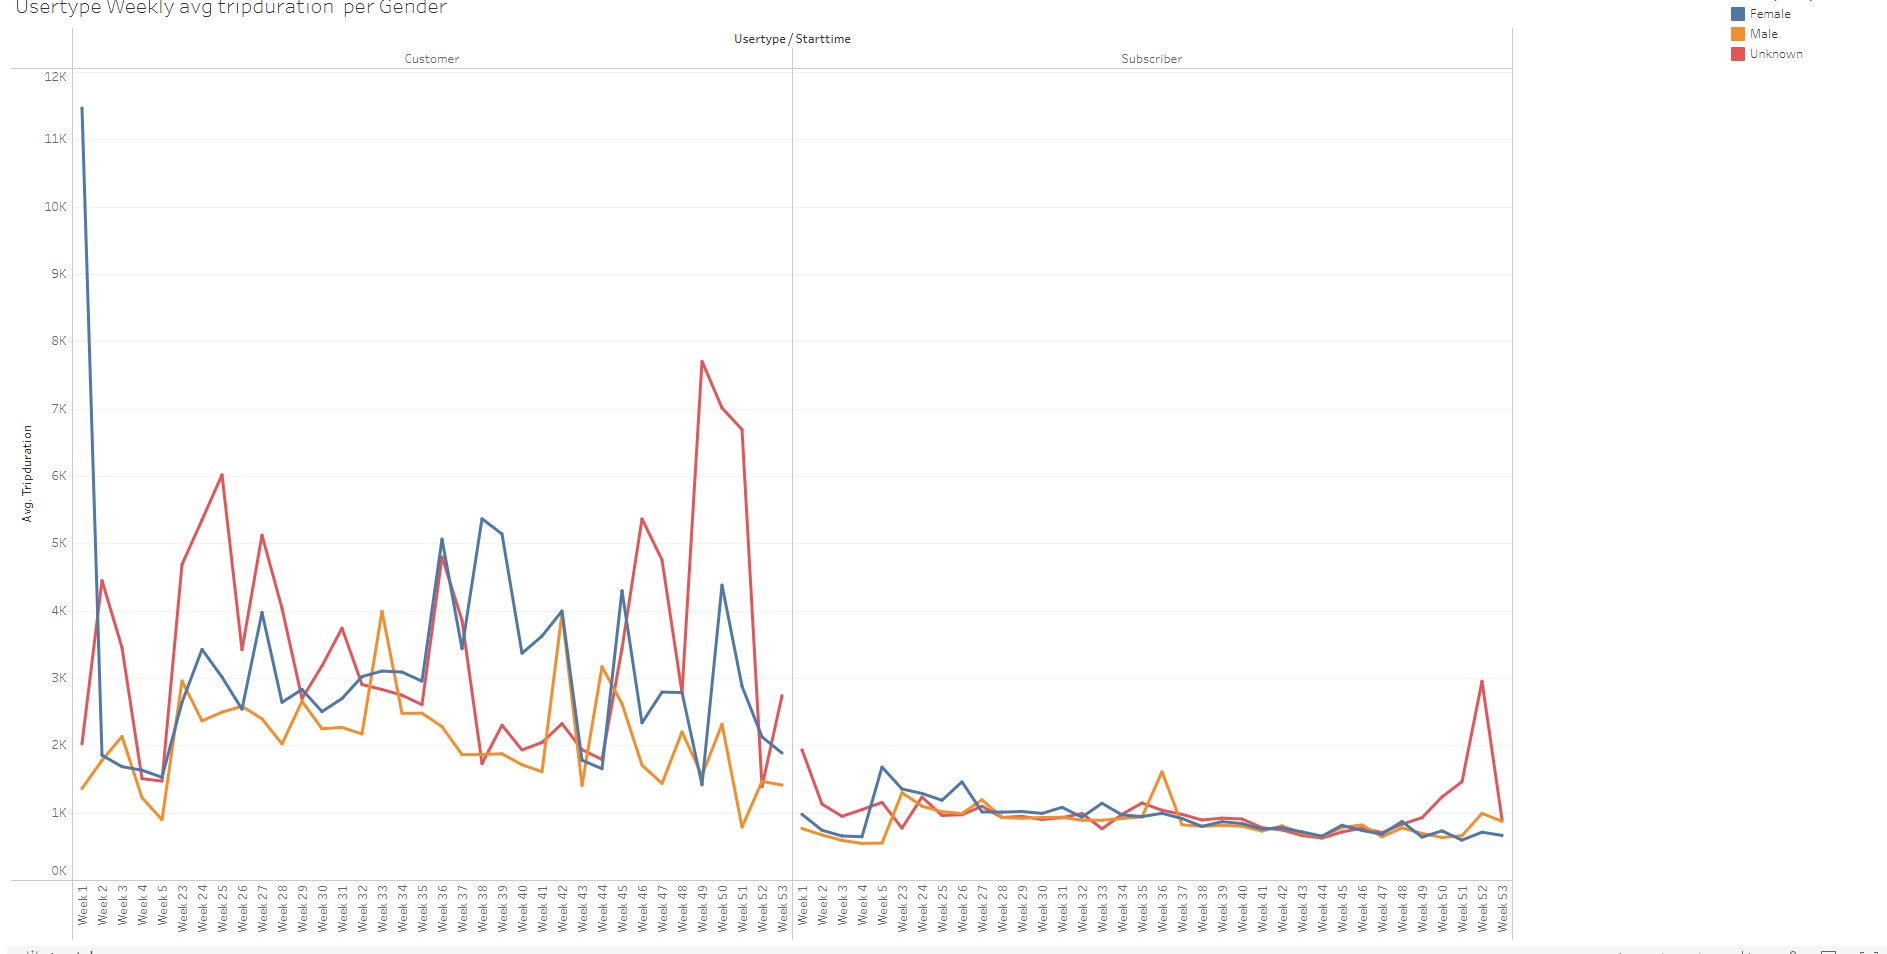 Usertype Weekly avg tripduration per Gender
Female
Male
Unknown
Usertype / Starttime
Customer
Subscriber
12K
11K
10K
9K
8K
7K
6K
5K
4K
3K
2K
1K
0K
Avg. Tripduration
Week 1
Week 2
Week 3
Week 4
Week 5
Week 23
Week 24
Week 25
Week 26
Week 27
Week 28
Week 29
Week 30
Week 31
Week 32
Week 33
Week 34
Week 35
Week 36
Week 37
Week 38
Week 39
Week 40
Week 41
Week 42
Week 43
Week 44
Week 45
Week 46
Week 47
Week 48
Week 49
Week 50
Week 51
Week 52
Week 53
Week 1
Week 2
Week 3
Week 4
Week 5
Week 23
Week 24
Week 25
Week 26
Week 27
Week 28
Week 29
Week 30
Week 31
Week 32
Week 33
Week 34
Week 35
Week 36
Week 37
Week 38
Week 39
Week 40
Week 41
Week 42
Week 43
Week 44
Week 45
Week 46
Week 47
Week 48
Week 49
Week 50
Week 51
Week 52
Week 53